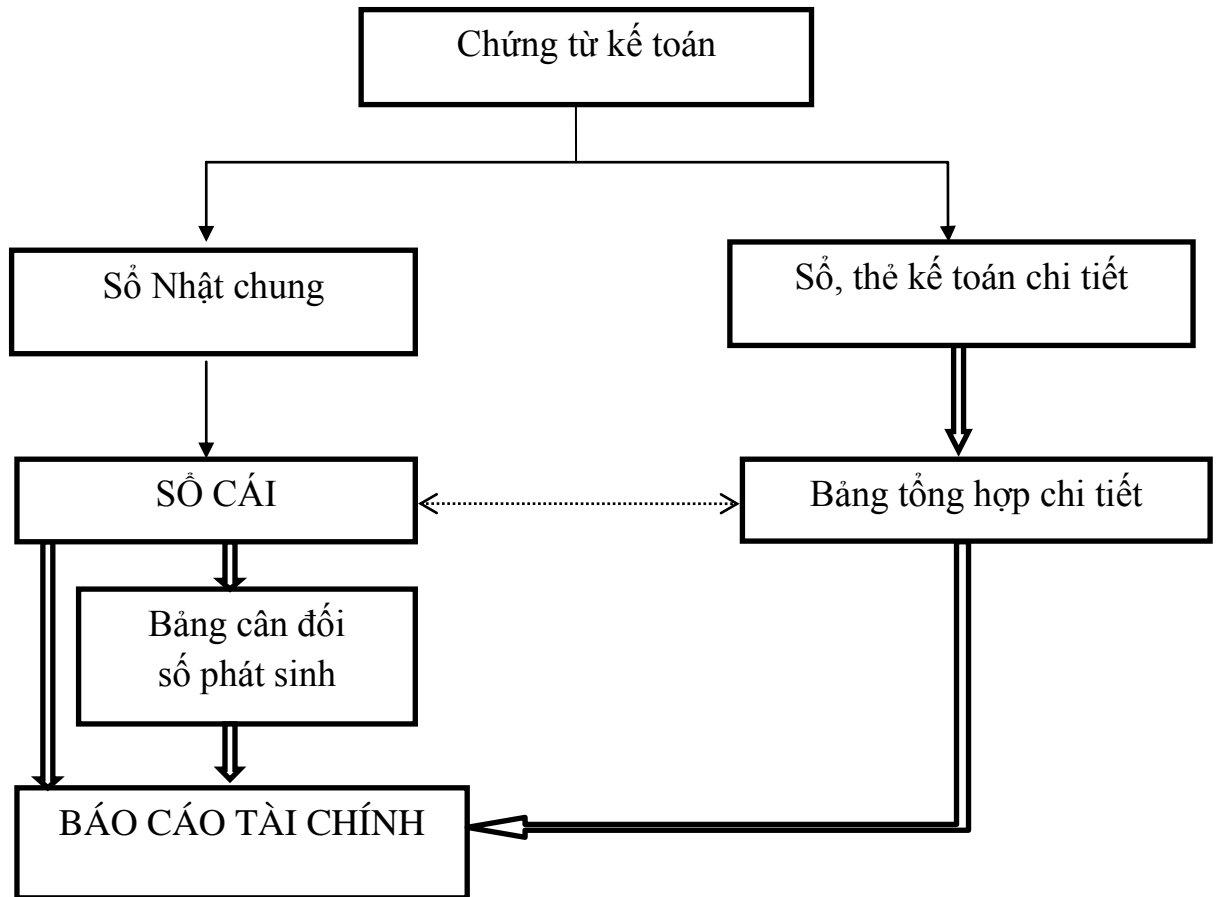 Chứng từ kế toán
Sổ Nhật chung
Sổ, thẻ kế toán chi tiết
SỔ CÁI
Bảng tổng hợp chi tiết
Bảng cân đối
số phát sinh
BÁO CÁO TÀI CHÍNH